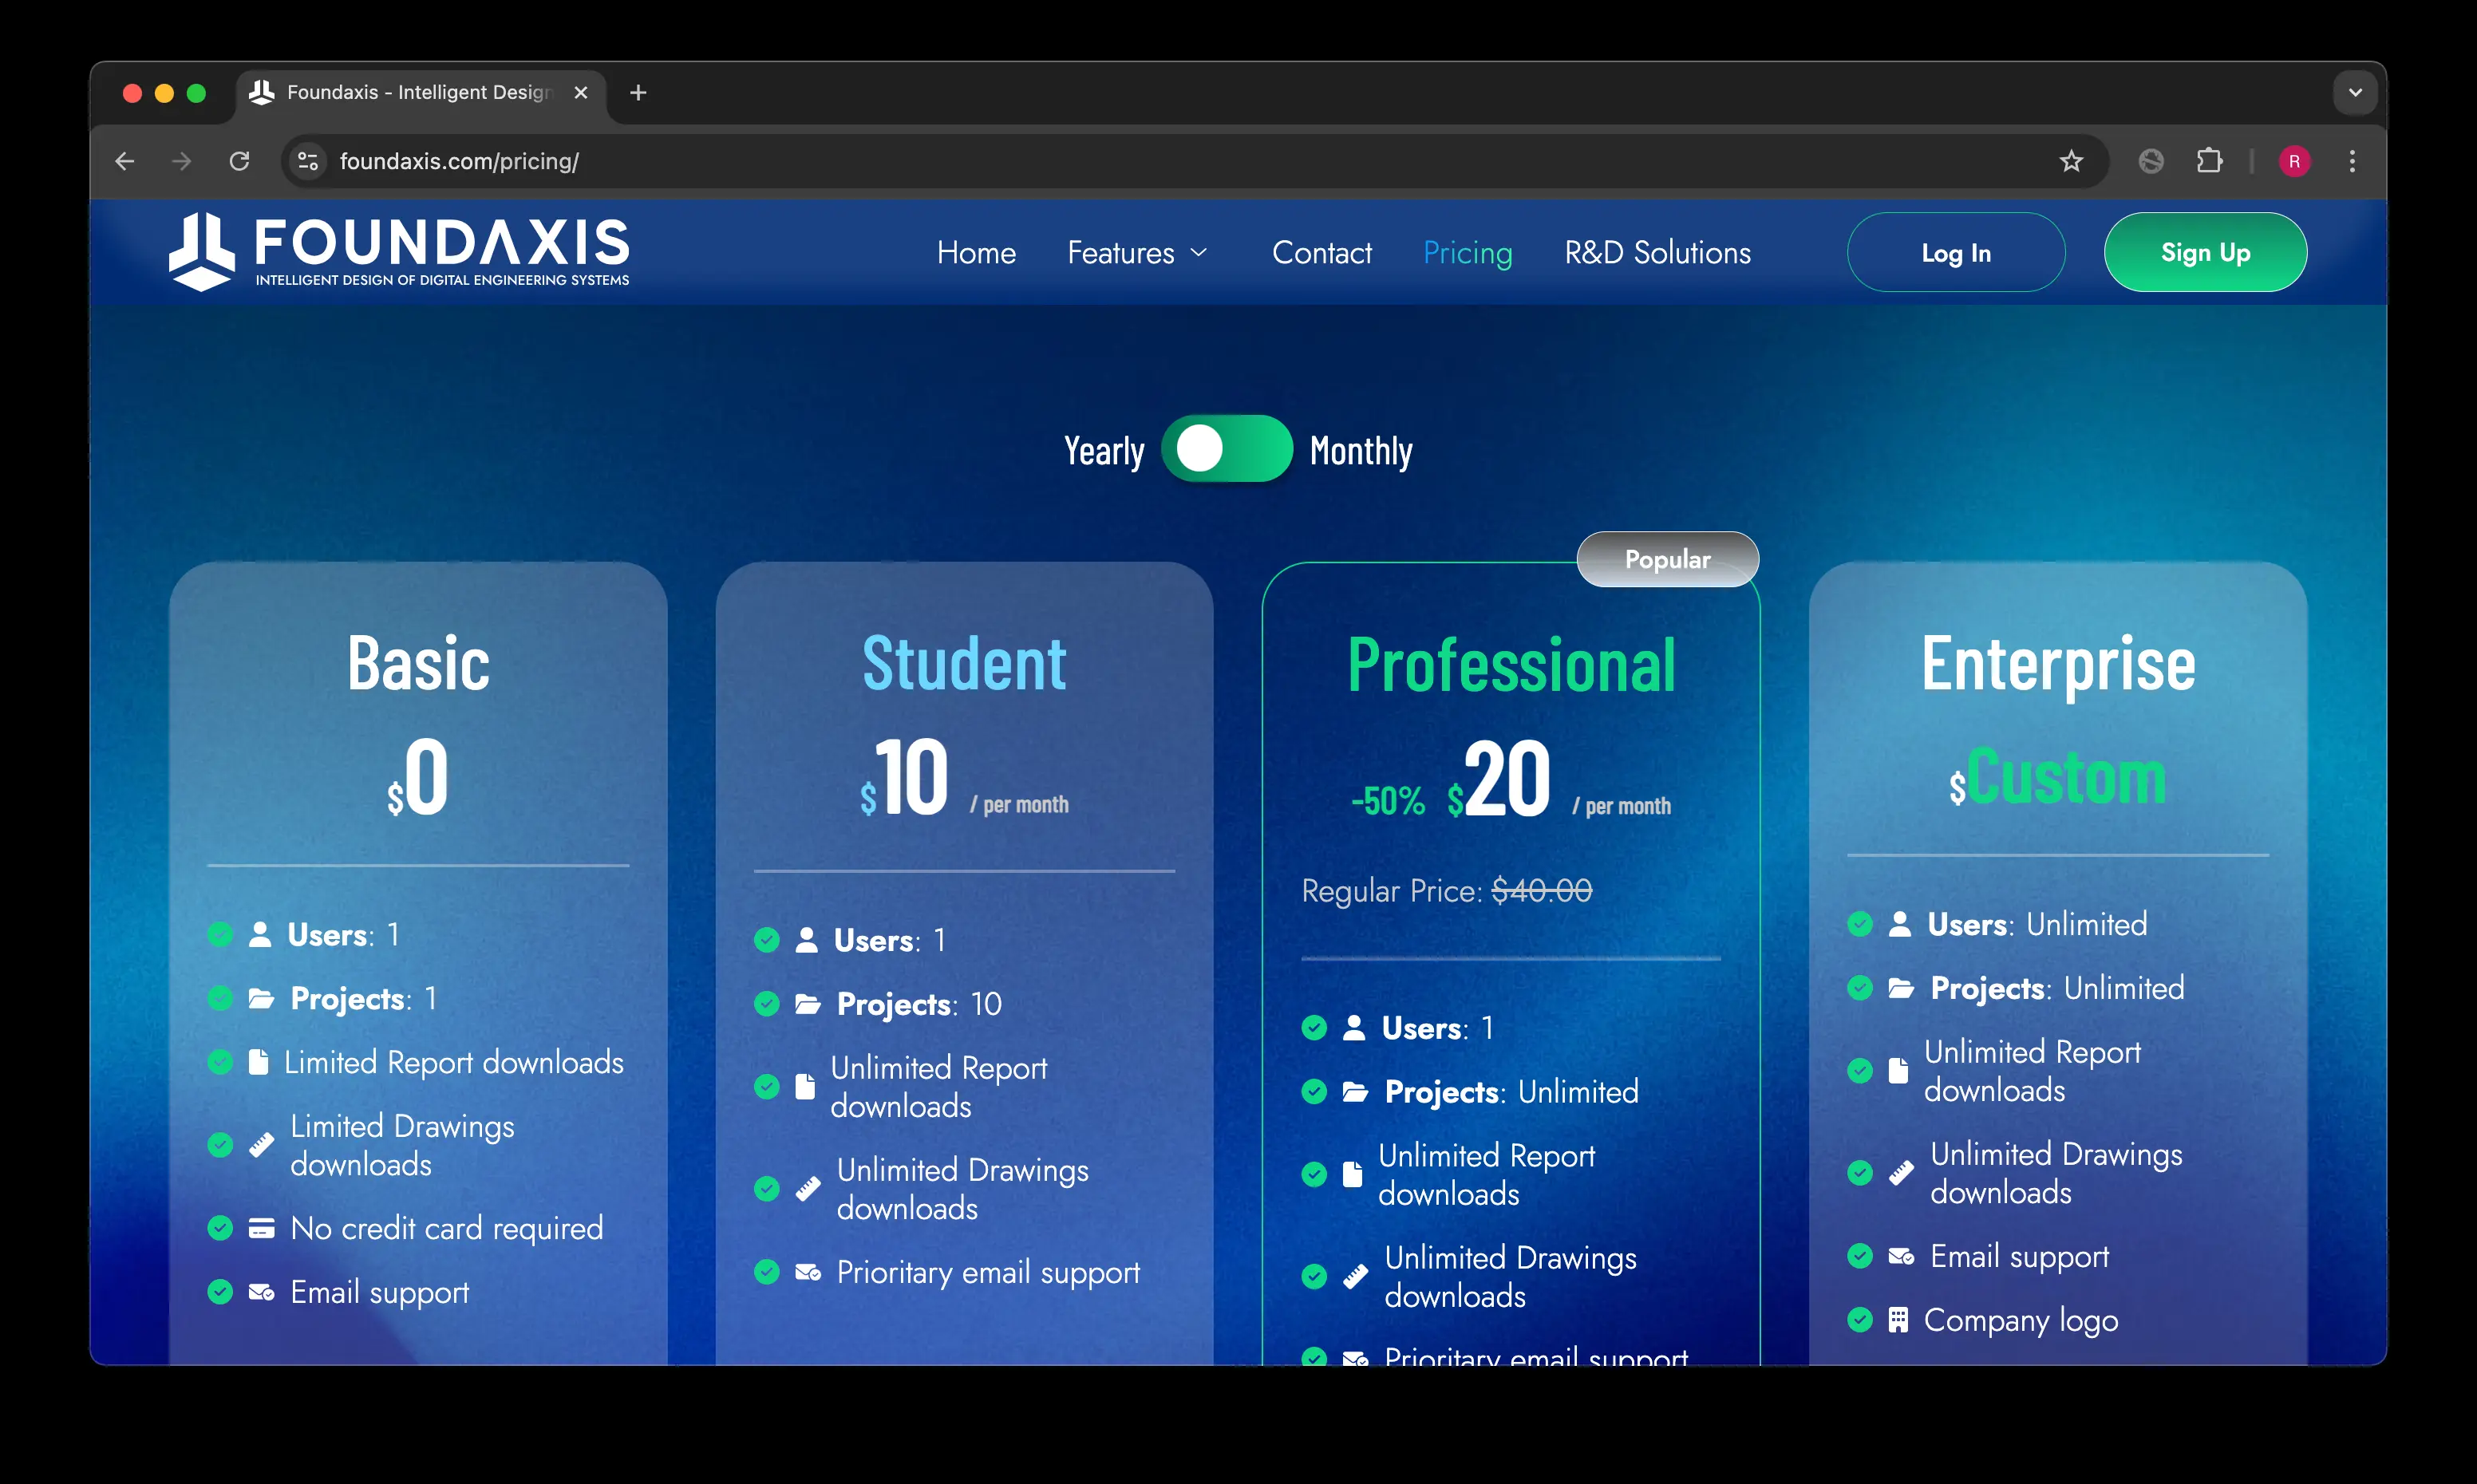 Foundaxis - Intelligent Design
foundaxis.com/pricing/
R
FOUNDAXIS
INTELLIGENT DESIGN OF DIGITAL ENGINEERING SYSTEMS
Home
Features
Contact
Pricing
R&D Solutions
Log In
Sign Up
Yearly
Monthly
Basic
$0
Users: 1
Projects: 1
Limited Report downloads
Limited Drawings
downloads
No credit card required
Email support
Student
$10 / per month
Users: 1
Projects: 10
Unlimited Report
downloads
Unlimited Drawings
downloads
Prioritary email support
Popular
Professional
-50% $20 / per month
Regular Price: $40.00
Users: 1
Projects: Unlimited
Unlimited Report
downloads
Unlimited Drawings
downloads
Prioritary email support
Enterprise
$Custom
Users: Unlimited
Projects: Unlimited
Unlimited Report
downloads
Unlimited Drawings
downloads
Email support
Company logo